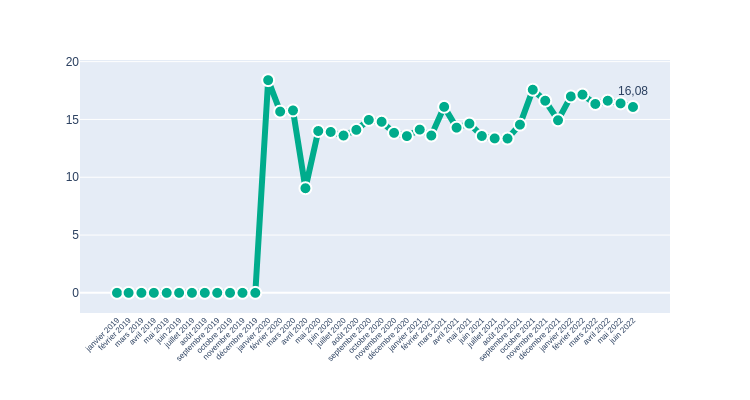 20
15
10
5
0
16,08
janvier 2019
février 2019
mars 2019
avril 2019
mai 2019
juin 2019
juillet 2019
août 2019
septembre 2019
octobre 2019
novembre 2019
décembre 2019
janvier 2020
février 2020
mars 2020
avril 2020
mai 2020
juin 2020
juillet 2020
août 2020
septembre 2020
octobre 2020
novembre 2020
décembre 2020
janvier 2021
février 2021
mars 2021
avril 2021
mai 2021
juin 2021
juillet 2021
août 2021
septembre 2021
octobre 2021
novembre 2021
décembre 2021
janvier 2022
février 2022
mars 2022
avril 2022
mai 2022
juin 2022